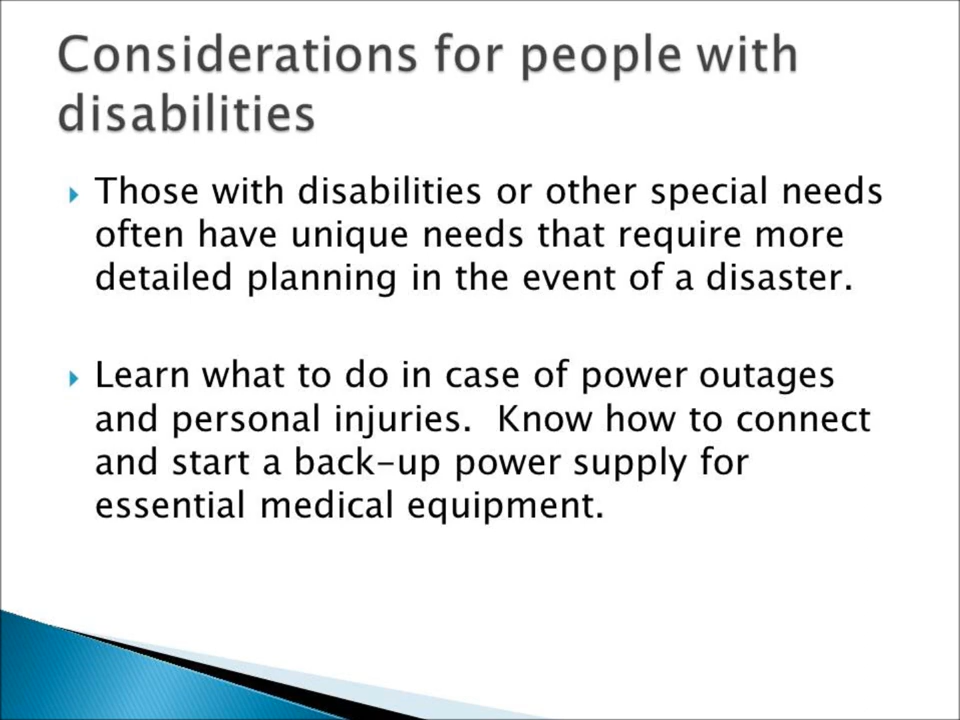 Considerations for people with
disabilities
Those with disabilities or other special needs
often have unique needs that require more
detailed planning in the event of a disaster.
Learn what to do in case of power outages
and personal injuries.  Know how to connect
and start a back-up power supply for
essential medical equipment.